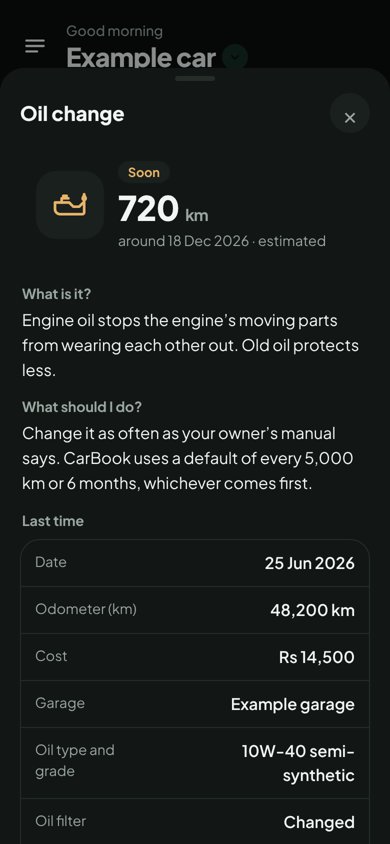 Good morning
Example car
Oil change
Soon
720 km
around 18 Dec 2026 · estimated
What is it?
Engine oil stops the engine’s moving parts
from wearing each other out. Old oil protects
less.
What should I do?
Change it as often as your owner’s manual
says. CarBook uses a default of every 5,000
km or 6 months, whichever comes first.
Last time
Date 25 Jun 2026
Odometer (km) 48,200 km
Cost Rs 14,500
Garage Example garage
Oil type and grade 10W-40 semi-
synthetic
Oil filter Changed